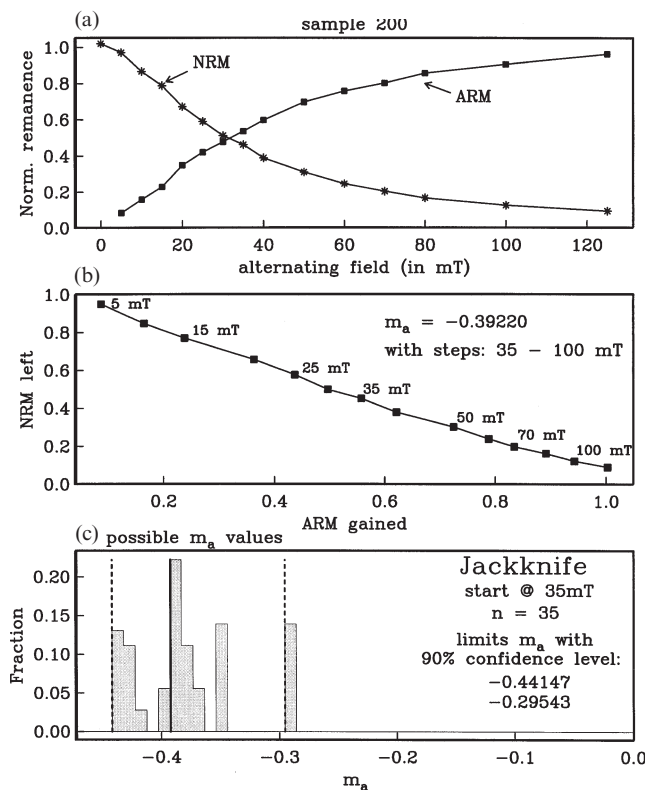 (a)
sample 200
Norm. remanence
1.0
0.8
0.6
0.4
0.2
0.0
NRM
ARM
0 20 40 60 80 100 120
alternating field (in mT)
(b)
NRM left
1.0
0.8
0.6
0.4
0.2
0.0
5 mT
15 mT
25 mT
35 mT
50 mT
70 mT
100 mT
mₐ = −0.39220
with steps: 35 − 100 mT
0.2 0.4 0.6 0.8 1.0
ARM gained
(c)
possible mₐ values
Fraction
0.20
0.15
0.10
0.05
0.00
Jackknife
start @ 35mT
n = 35
limits mₐ with
90% confidence level:
−0.44147
−0.29543
−0.4 −0.3 −0.2 −0.1 0.0
mₐ